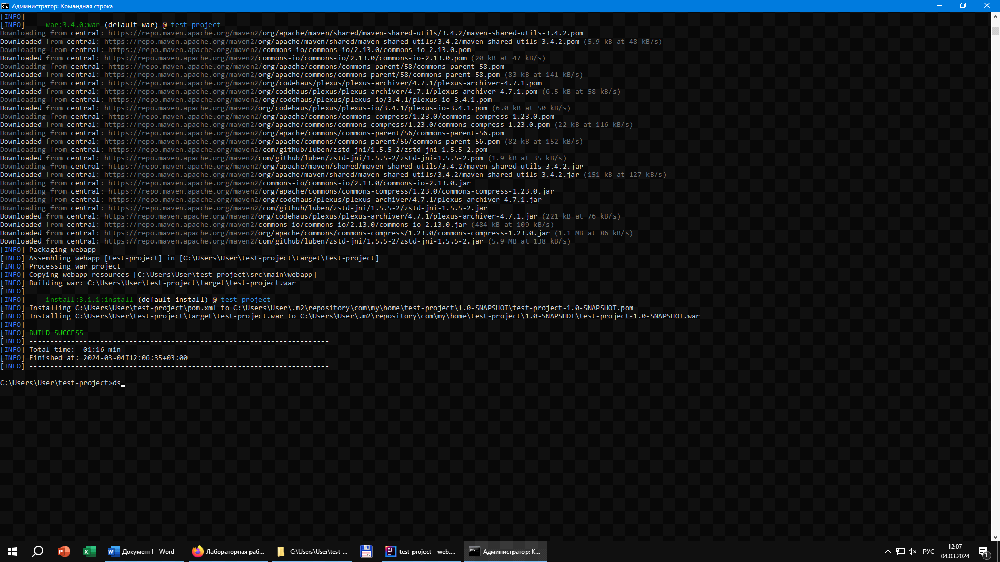 Администратор: Командная строка
[INFO]
[INFO] --- war:3.4.0:war (default-war) @ test-project ---
Downloading from central: https://repo.maven.apache.org/maven2/org/apache/maven/shared/maven-shared-utils/3.4.2/maven-shared-utils-3.4.2.pom
Downloaded from central: https://repo.maven.apache.org/maven2/org/apache/maven/shared/maven-shared-utils/3.4.2/maven-shared-utils-3.4.2.pom (5.9 kB at 48 kB/s)
Downloading from central: https://repo.maven.apache.org/maven2/commons-io/commons-io/2.13.0/commons-io-2.13.0.pom
Downloaded from central: https://repo.maven.apache.org/maven2/commons-io/commons-io/2.13.0/commons-io-2.13.0.pom (20 kB at 47 kB/s)
Downloading from central: https://repo.maven.apache.org/maven2/org/apache/commons/commons-parent/58/commons-parent-58.pom
Downloaded from central: https://repo.maven.apache.org/maven2/org/apache/commons/commons-parent/58/commons-parent-58.pom (83 kB at 141 kB/s)
Downloading from central: https://repo.maven.apache.org/maven2/org/codehaus/plexus/plexus-archiver/4.7.1/plexus-archiver-4.7.1.pom
Downloaded from central: https://repo.maven.apache.org/maven2/org/codehaus/plexus/plexus-archiver/4.7.1/plexus-archiver-4.7.1.pom (6.5 kB at 58 kB/s)
Downloading from central: https://repo.maven.apache.org/maven2/org/codehaus/plexus/plexus-io/3.4.1/plexus-io-3.4.1.pom
Downloaded from central: https://repo.maven.apache.org/maven2/org/codehaus/plexus/plexus-io/3.4.1/plexus-io-3.4.1.pom (6.0 kB at 50 kB/s)
Downloading from central: https://repo.maven.apache.org/maven2/org/apache/commons/commons-compress/1.23.0/commons-compress-1.23.0.pom
Downloaded from central: https://repo.maven.apache.org/maven2/org/apache/commons/commons-compress/1.23.0/commons-compress-1.23.0.pom (22 kB at 116 kB/s)
Downloading from central: https://repo.maven.apache.org/maven2/org/apache/commons/commons-parent/56/commons-parent-56.pom
Downloaded from central: https://repo.maven.apache.org/maven2/org/apache/commons/commons-parent/56/commons-parent-56.pom (82 kB at 152 kB/s)
Downloading from central: https://repo.maven.apache.org/maven2/com/github/luben/zstd-jni/1.5.5-2/zstd-jni-1.5.5-2.pom
Downloaded from central: https://repo.maven.apache.org/maven2/com/github/luben/zstd-jni/1.5.5-2/zstd-jni-1.5.5-2.pom (1.9 kB at 35 kB/s)
Downloading from central: https://repo.maven.apache.org/maven2/org/apache/maven/shared/maven-shared-utils/3.4.2/maven-shared-utils-3.4.2.jar
Downloaded from central: https://repo.maven.apache.org/maven2/org/apache/maven/shared/maven-shared-utils/3.4.2/maven-shared-utils-3.4.2.jar (151 kB at 127 kB/s)
Downloading from central: https://repo.maven.apache.org/maven2/commons-io/commons-io/2.13.0/commons-io-2.13.0.jar
Downloading from central: https://repo.maven.apache.org/maven2/org/apache/commons/commons-compress/1.23.0/commons-compress-1.23.0.jar
Downloading from central: https://repo.maven.apache.org/maven2/org/codehaus/plexus/plexus-archiver/4.7.1/plexus-archiver-4.7.1.jar
Downloading from central: https://repo.maven.apache.org/maven2/com/github/luben/zstd-jni/1.5.5-2/zstd-jni-1.5.5-2.jar
Downloaded from central: https://repo.maven.apache.org/maven2/org/codehaus/plexus/plexus-archiver/4.7.1/plexus-archiver-4.7.1.jar (221 kB at 76 kB/s)
Downloaded from central: https://repo.maven.apache.org/maven2/commons-io/commons-io/2.13.0/commons-io-2.13.0.jar (484 kB at 109 kB/s)
Downloaded from central: https://repo.maven.apache.org/maven2/org/apache/commons/commons-compress/1.23.0/commons-compress-1.23.0.jar (1.1 MB at 86 kB/s)
Downloaded from central: https://repo.maven.apache.org/maven2/com/github/luben/zstd-jni/1.5.5-2/zstd-jni-1.5.5-2.jar (5.9 MB at 138 kB/s)
[INFO] Packaging webapp
[INFO] Assembling webapp [test-project] in [C:\Users\User\test-project\target\test-project]
[INFO] Processing war project
[INFO] Copying webapp resources [C:\Users\User\test-project\src\main\webapp]
[INFO] Building war: C:\Users\User\test-project\target\test-project.war
[INFO]
[INFO] --- install:3.1.1:install (default-install) @ test-project ---
[INFO] Installing C:\Users\User\test-project\pom.xml to C:\Users\User\.m2\repository\com\my\home\test-project\1.0-SNAPSHOT\test-project-1.0-SNAPSHOT.pom
[INFO] Installing C:\Users\User\test-project\target\test-project.war to C:\Users\User\.m2\repository\com\my\home\test-project\1.0-SNAPSHOT\test-project-1.0-SNAPSHOT.war
[INFO] ------------------------------------------------------------------------
[INFO] BUILD SUCCESS
[INFO] ------------------------------------------------------------------------
[INFO] Total time:  01:16 min
[INFO] Finished at: 2024-03-04T12:06:35+03:00
[INFO] ------------------------------------------------------------------------
C:\Users\User\test-project>ds
Документ1 - Word
Лабораторная раб...
C:\Users\User\test-...
test-project – web....
Администратор: К...
РУС
12:07
04.03.2024
1